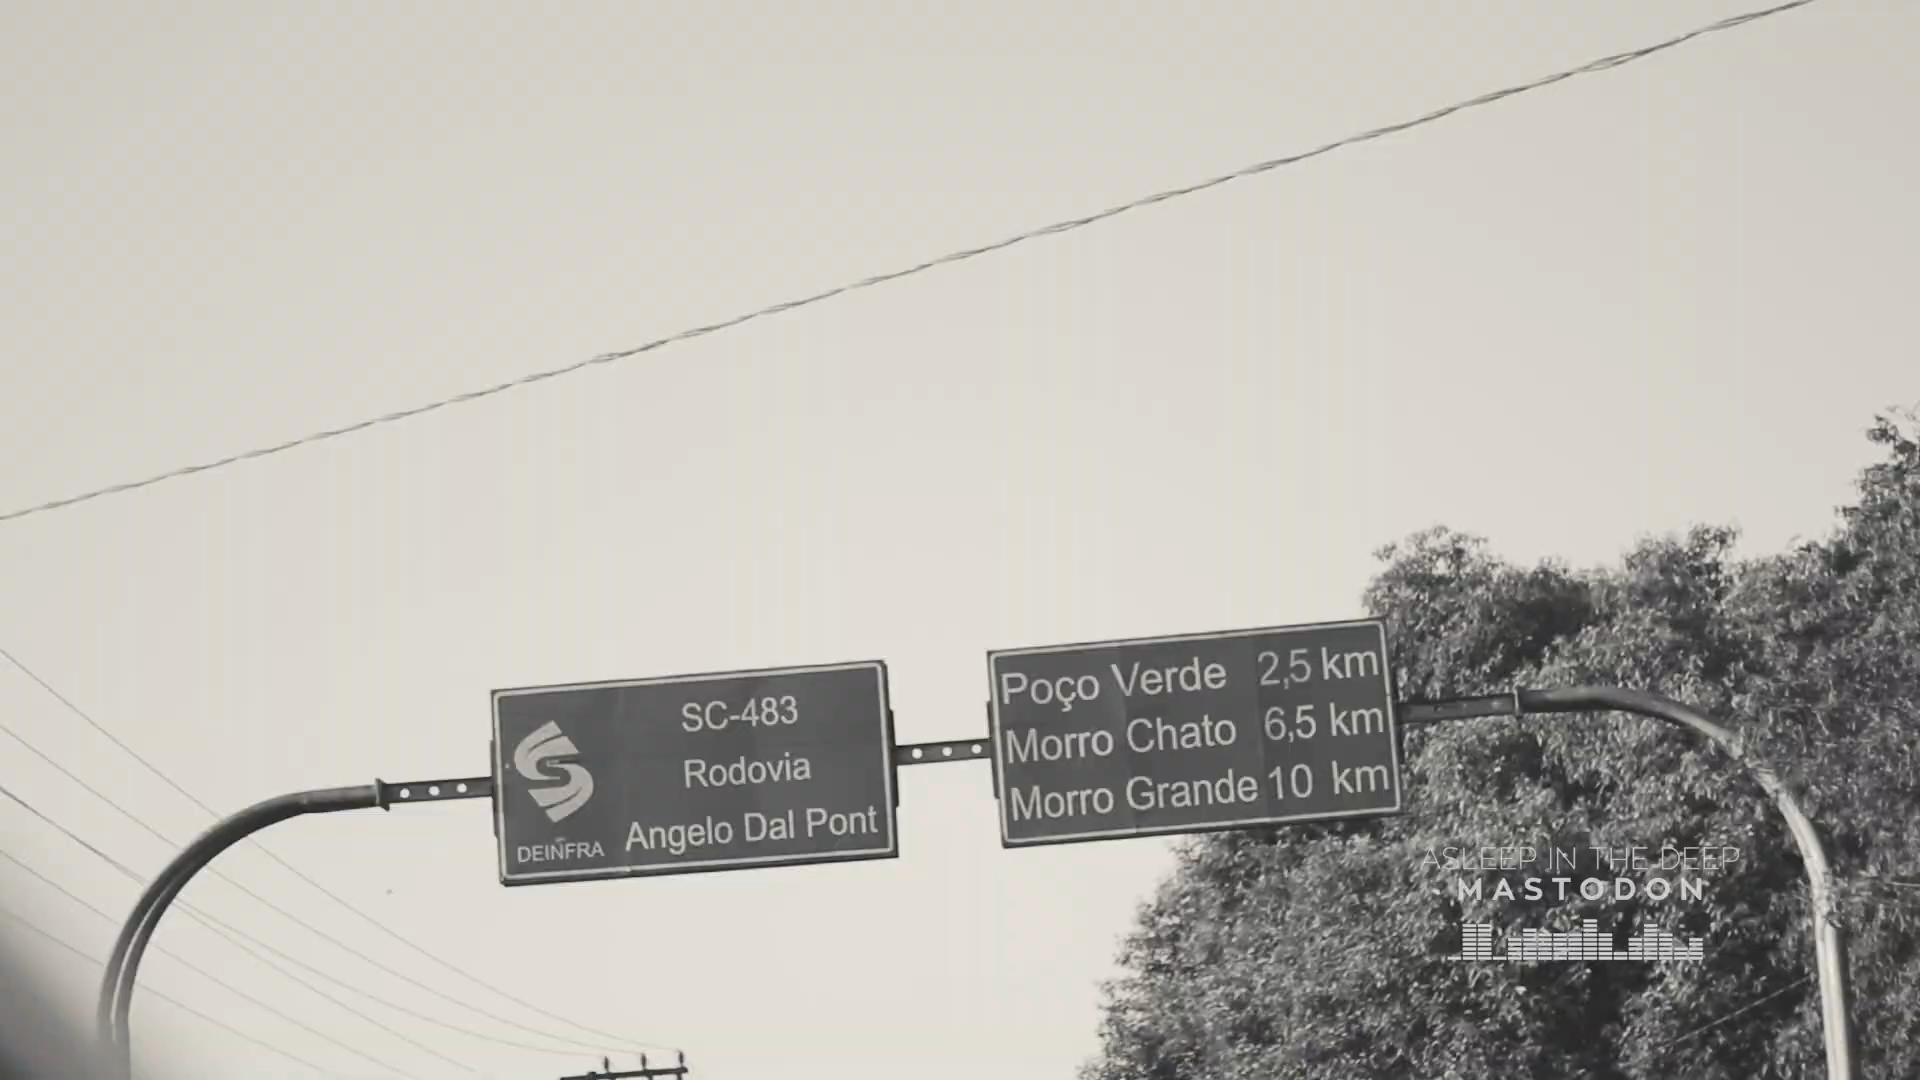 SC-483
Rodovia
Angelo Dal Pont
DEINFRA
Poço Verde 2,5 km
Morro Chato 6,5 km
Morro Grande 10 km
ASLEEP IN THE DEEP
MASTODON